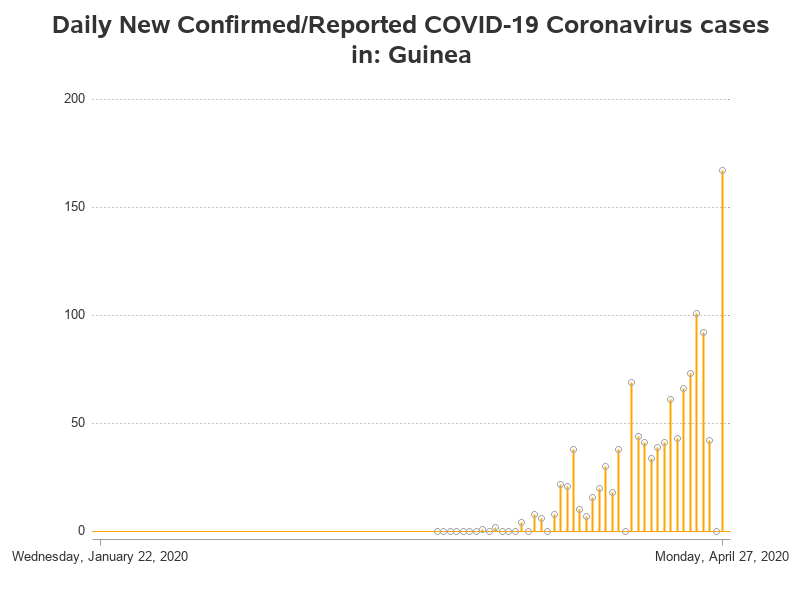 Daily New Confirmed/Reported COVID-19 Coronavirus cases
in: Guinea
200
150
100
50
0
Wednesday, January 22, 2020
Monday, April 27, 2020